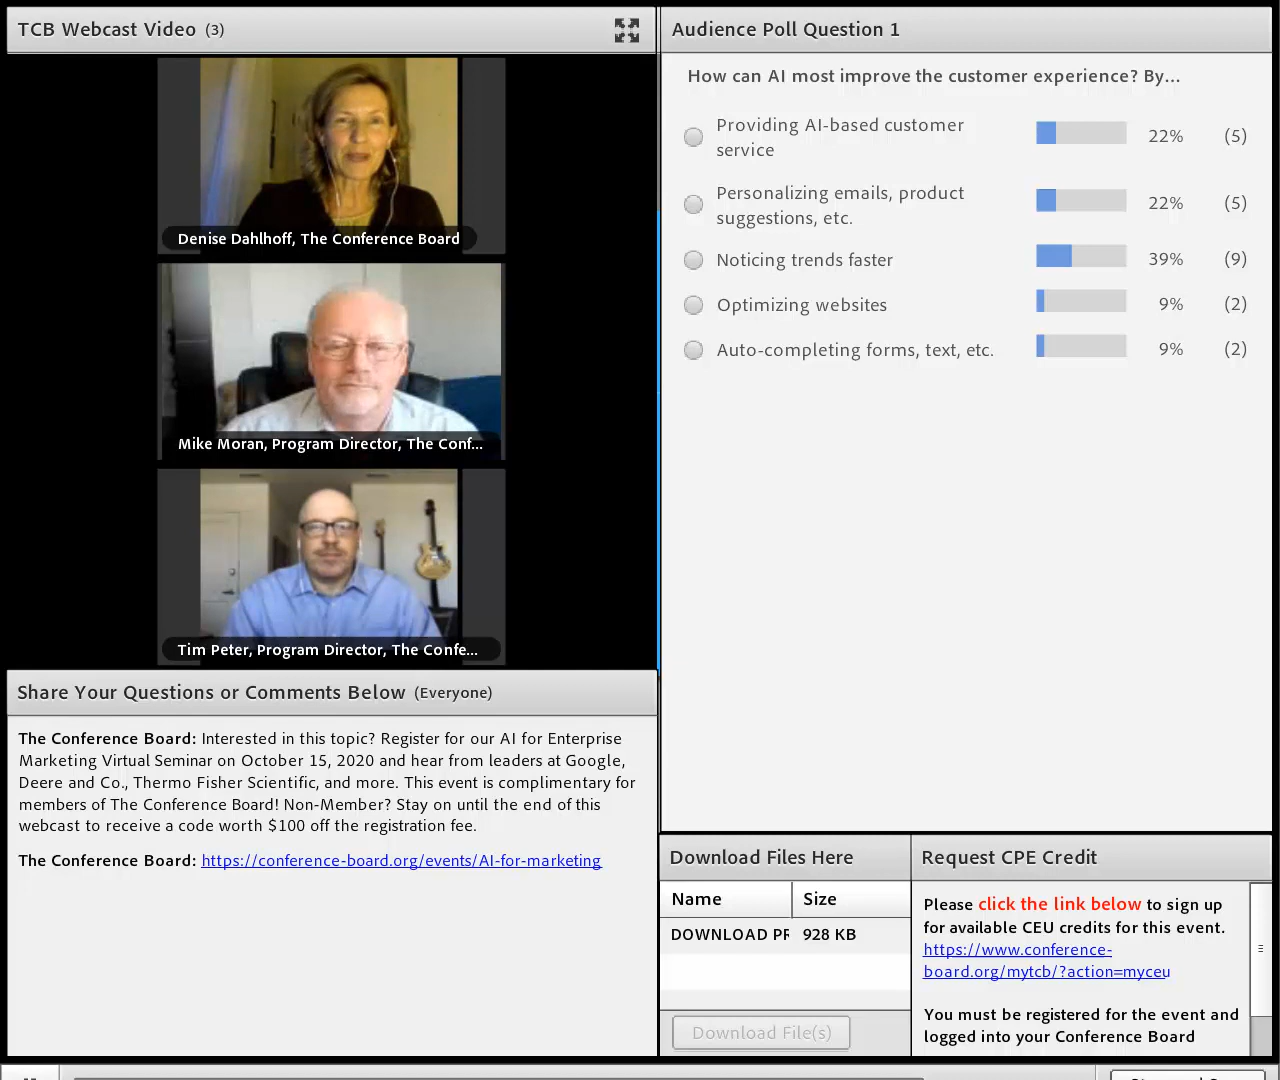 TCB Webcast Video (3)
Denise Dahlhoff, The Conference Board
Mike Moran, Program Director, The Conf...
Tim Peter, Program Director, The Confe...
Share Your Questions or Comments Below (Everyone)
The Conference Board: Interested in this topic? Register for our AI for Enterprise
Marketing Virtual Seminar on October 15, 2020 and hear from leaders at Google,
Deere and Co., Thermo Fisher Scientific, and more. This event is complimentary for
members of The Conference Board! Non-Member? Stay on until the end of this
webcast to receive a code worth $100 off the registration fee.
The Conference Board: https://conference-board.org/events/AI-for-marketing
Audience Poll Question 1
How can AI most improve the customer experience? By...
Providing AI-based customer
service
22% (5)
Personalizing emails, product
suggestions, etc.
22% (5)
Noticing trends faster 39% (9)
Optimizing websites 9% (2)
Auto-completing forms, text, etc. 9% (2)
Download Files Here
Name Size
DOWNLOAD PR 928 KB
Download File(s)
Request CPE Credit
Please click the link below to sign up
for available CEU credits for this event.
https://www.conference-
board.org/mytcb/?action=myceu
You must be registered for the event and
logged into your Conference Board